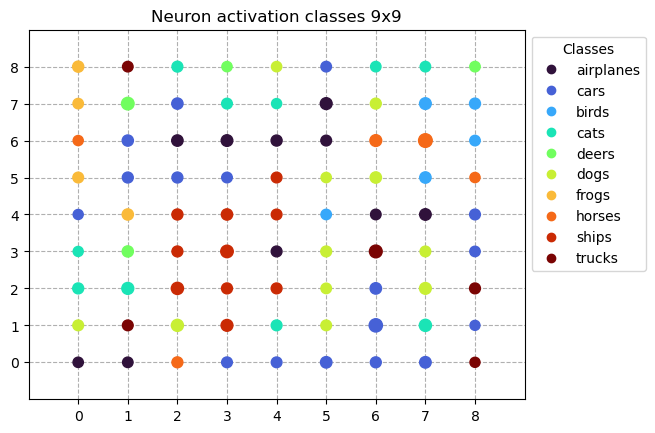 Neuron activation classes 9x9
Classes
airplanes
cars
birds
cats
deers
dogs
frogs
horses
ships
trucks
8
7
6
5
4
3
2
1
0
0 1 2 3 4 5 6 7 8